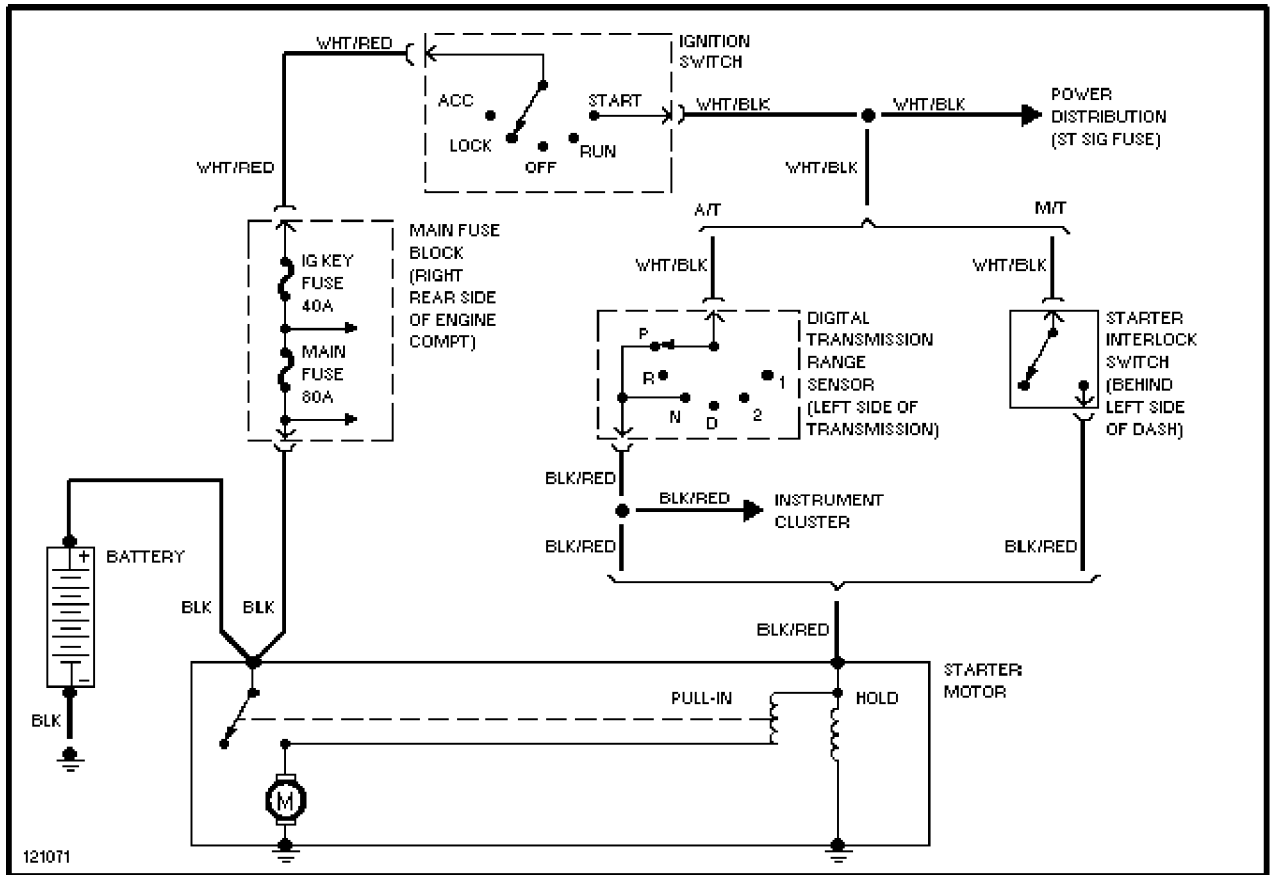 WHT/RED
IGNITION
SWITCH
ACC
START
LOCK
OFF
RUN
WHT/BLK
WHT/BLK
POWER
DISTRIBUTION
(ST SIG FUSE)
WHT/RED
WHT/BLK
A/T
M/T
MAIN FUSE
BLOCK
(RIGHT
REAR SIDE
OF ENGINE
COMPT)
IG KEY
FUSE
40A
MAIN
FUSE
80A
WHT/BLK
WHT/BLK
P
R
N
D
2
1
DIGITAL
TRANSMISSION
RANGE
SENSOR
(LEFT SIDE OF
TRANSMISSION)
STARTER
INTERLOCK
SWITCH
(BEHIND
LEFT SIDE
OF DASH)
BLK/RED
BLK/RED
INSTRUMENT
CLUSTER
BLK/RED
BLK/RED
+
BATTERY
-
BLK
BLK
BLK
BLK/RED
STARTER
MOTOR
PULL-IN
HOLD
M
121071